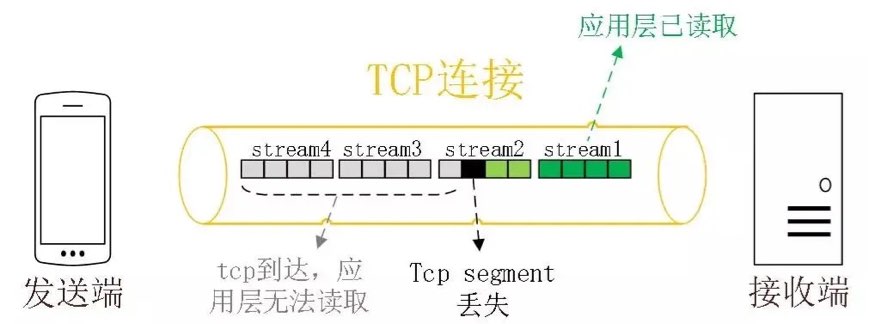 应用层已读取
TCP连接
stream4 stream3 stream2 stream1
tcp到达，应
用层无法读取
Tcp segment
丢失
发送端
接收端